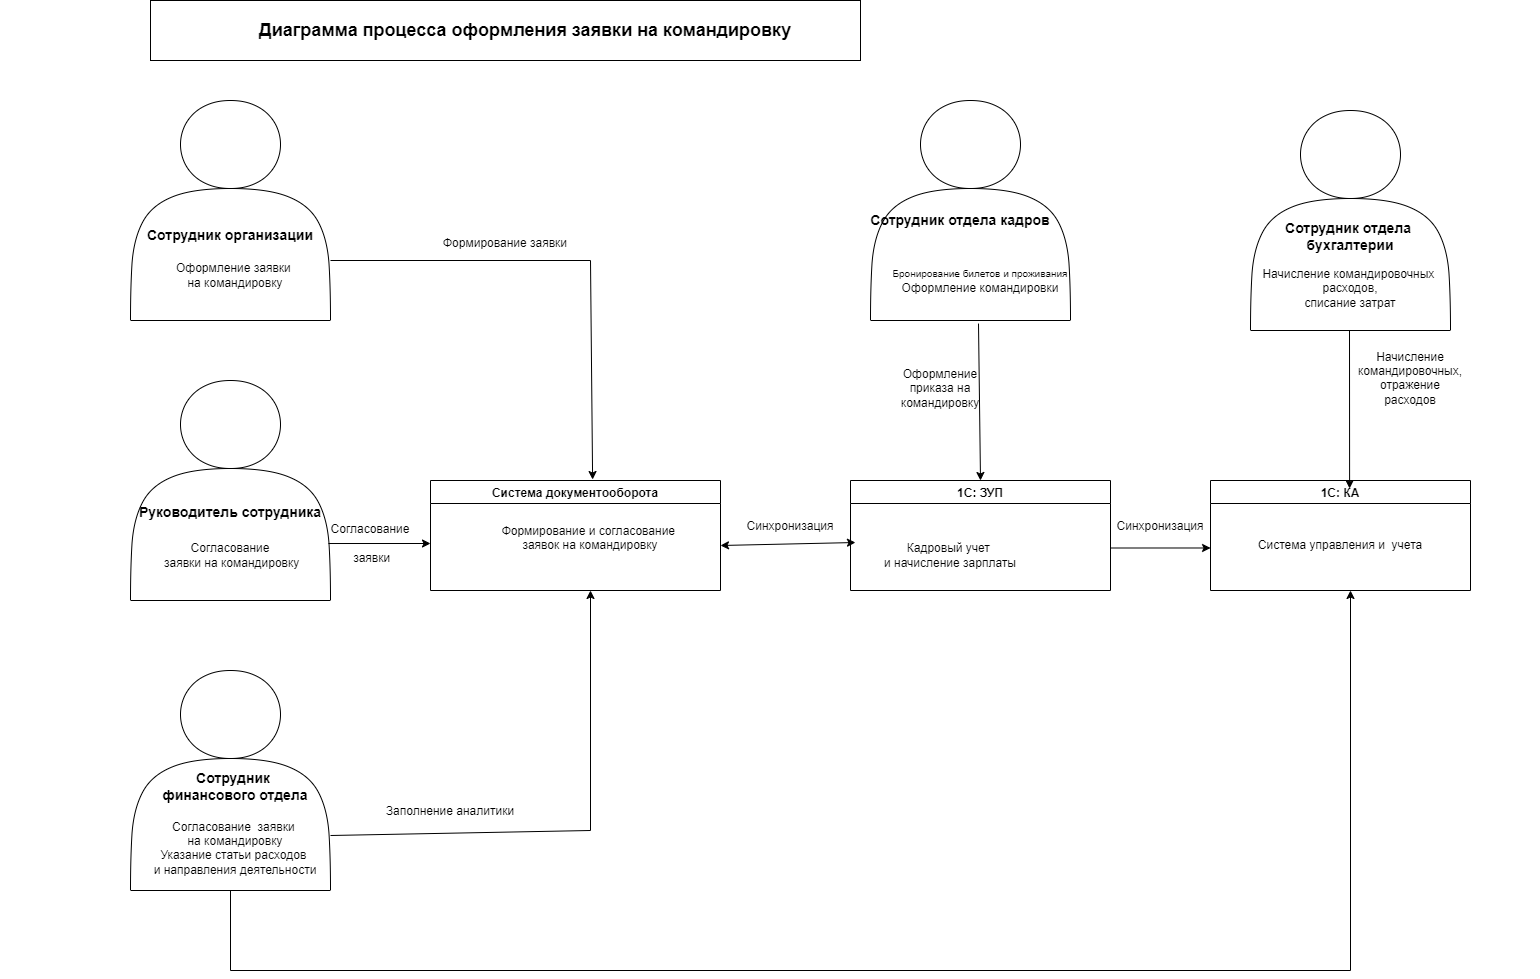 Диаграмма процесса оформления заявки на командировку
Сотрудник организации
Оформление заявки
на командировку
Формирование заявки
Сотрудник отдела кадров
Бронирование билетов и проживания
Оформление командировки
Сотрудник отдела
бухгалтерии
Начисление командировочных
расходов,
списание затрат
Оформление
приказа на
командировку
Начисление
командировочных,
отражение
расходов
Руководитель сотрудника
Согласование
заявки на командировку
Согласование
заявки
Система документооборота
Формирование и согласование
заявок на командировку
Синхронизация
1С: ЗУП
Кадровый учет
и начисление зарплаты
Синхронизация
1С: КА
Система управления и  учета
Сотрудник
финансового отдела
Согласование  заявки
на командировку
Указание статьи расходов
и направления деятельности
Заполнение аналитики